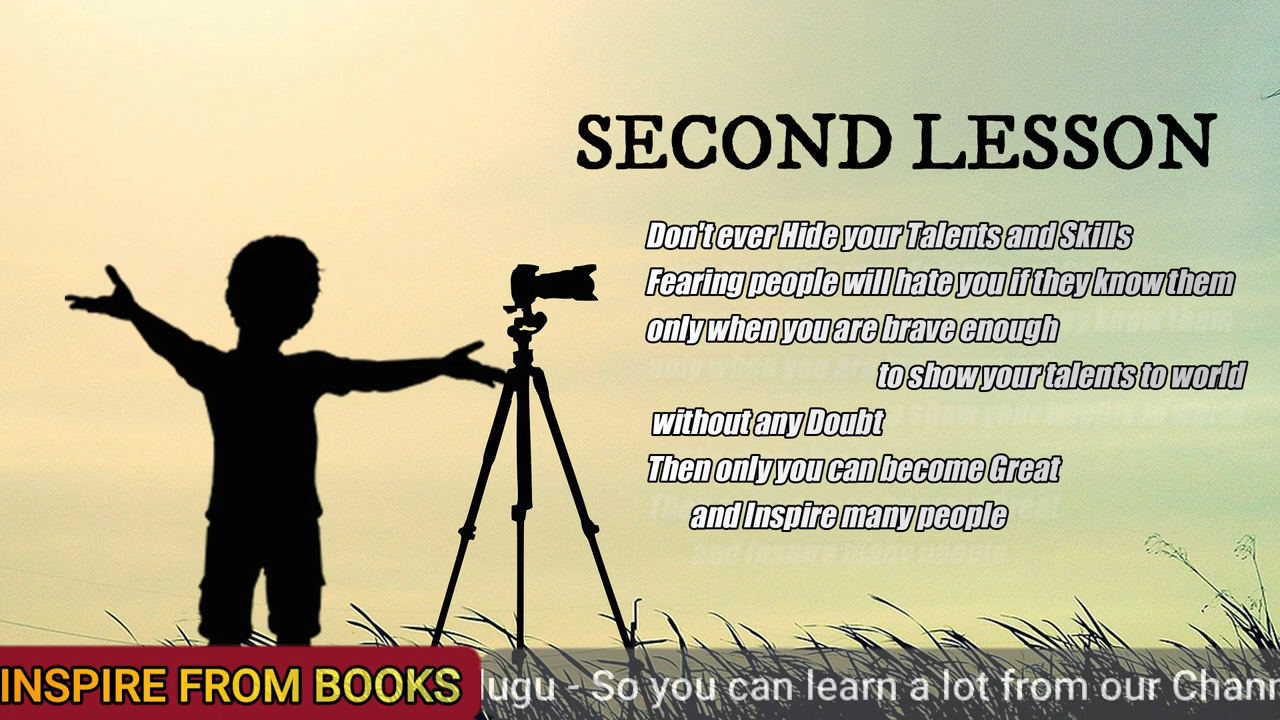 SECOND LESSON
Don't ever Hide your Talents and Skills
Fearing people will hate you if they know them
only when you are brave enough
to show your talents to world
without any Doubt
Then only you can become Great
and Inspire many people
INSPIRE FROM BOOKS
lugu - So you can learn a lot from our Chann